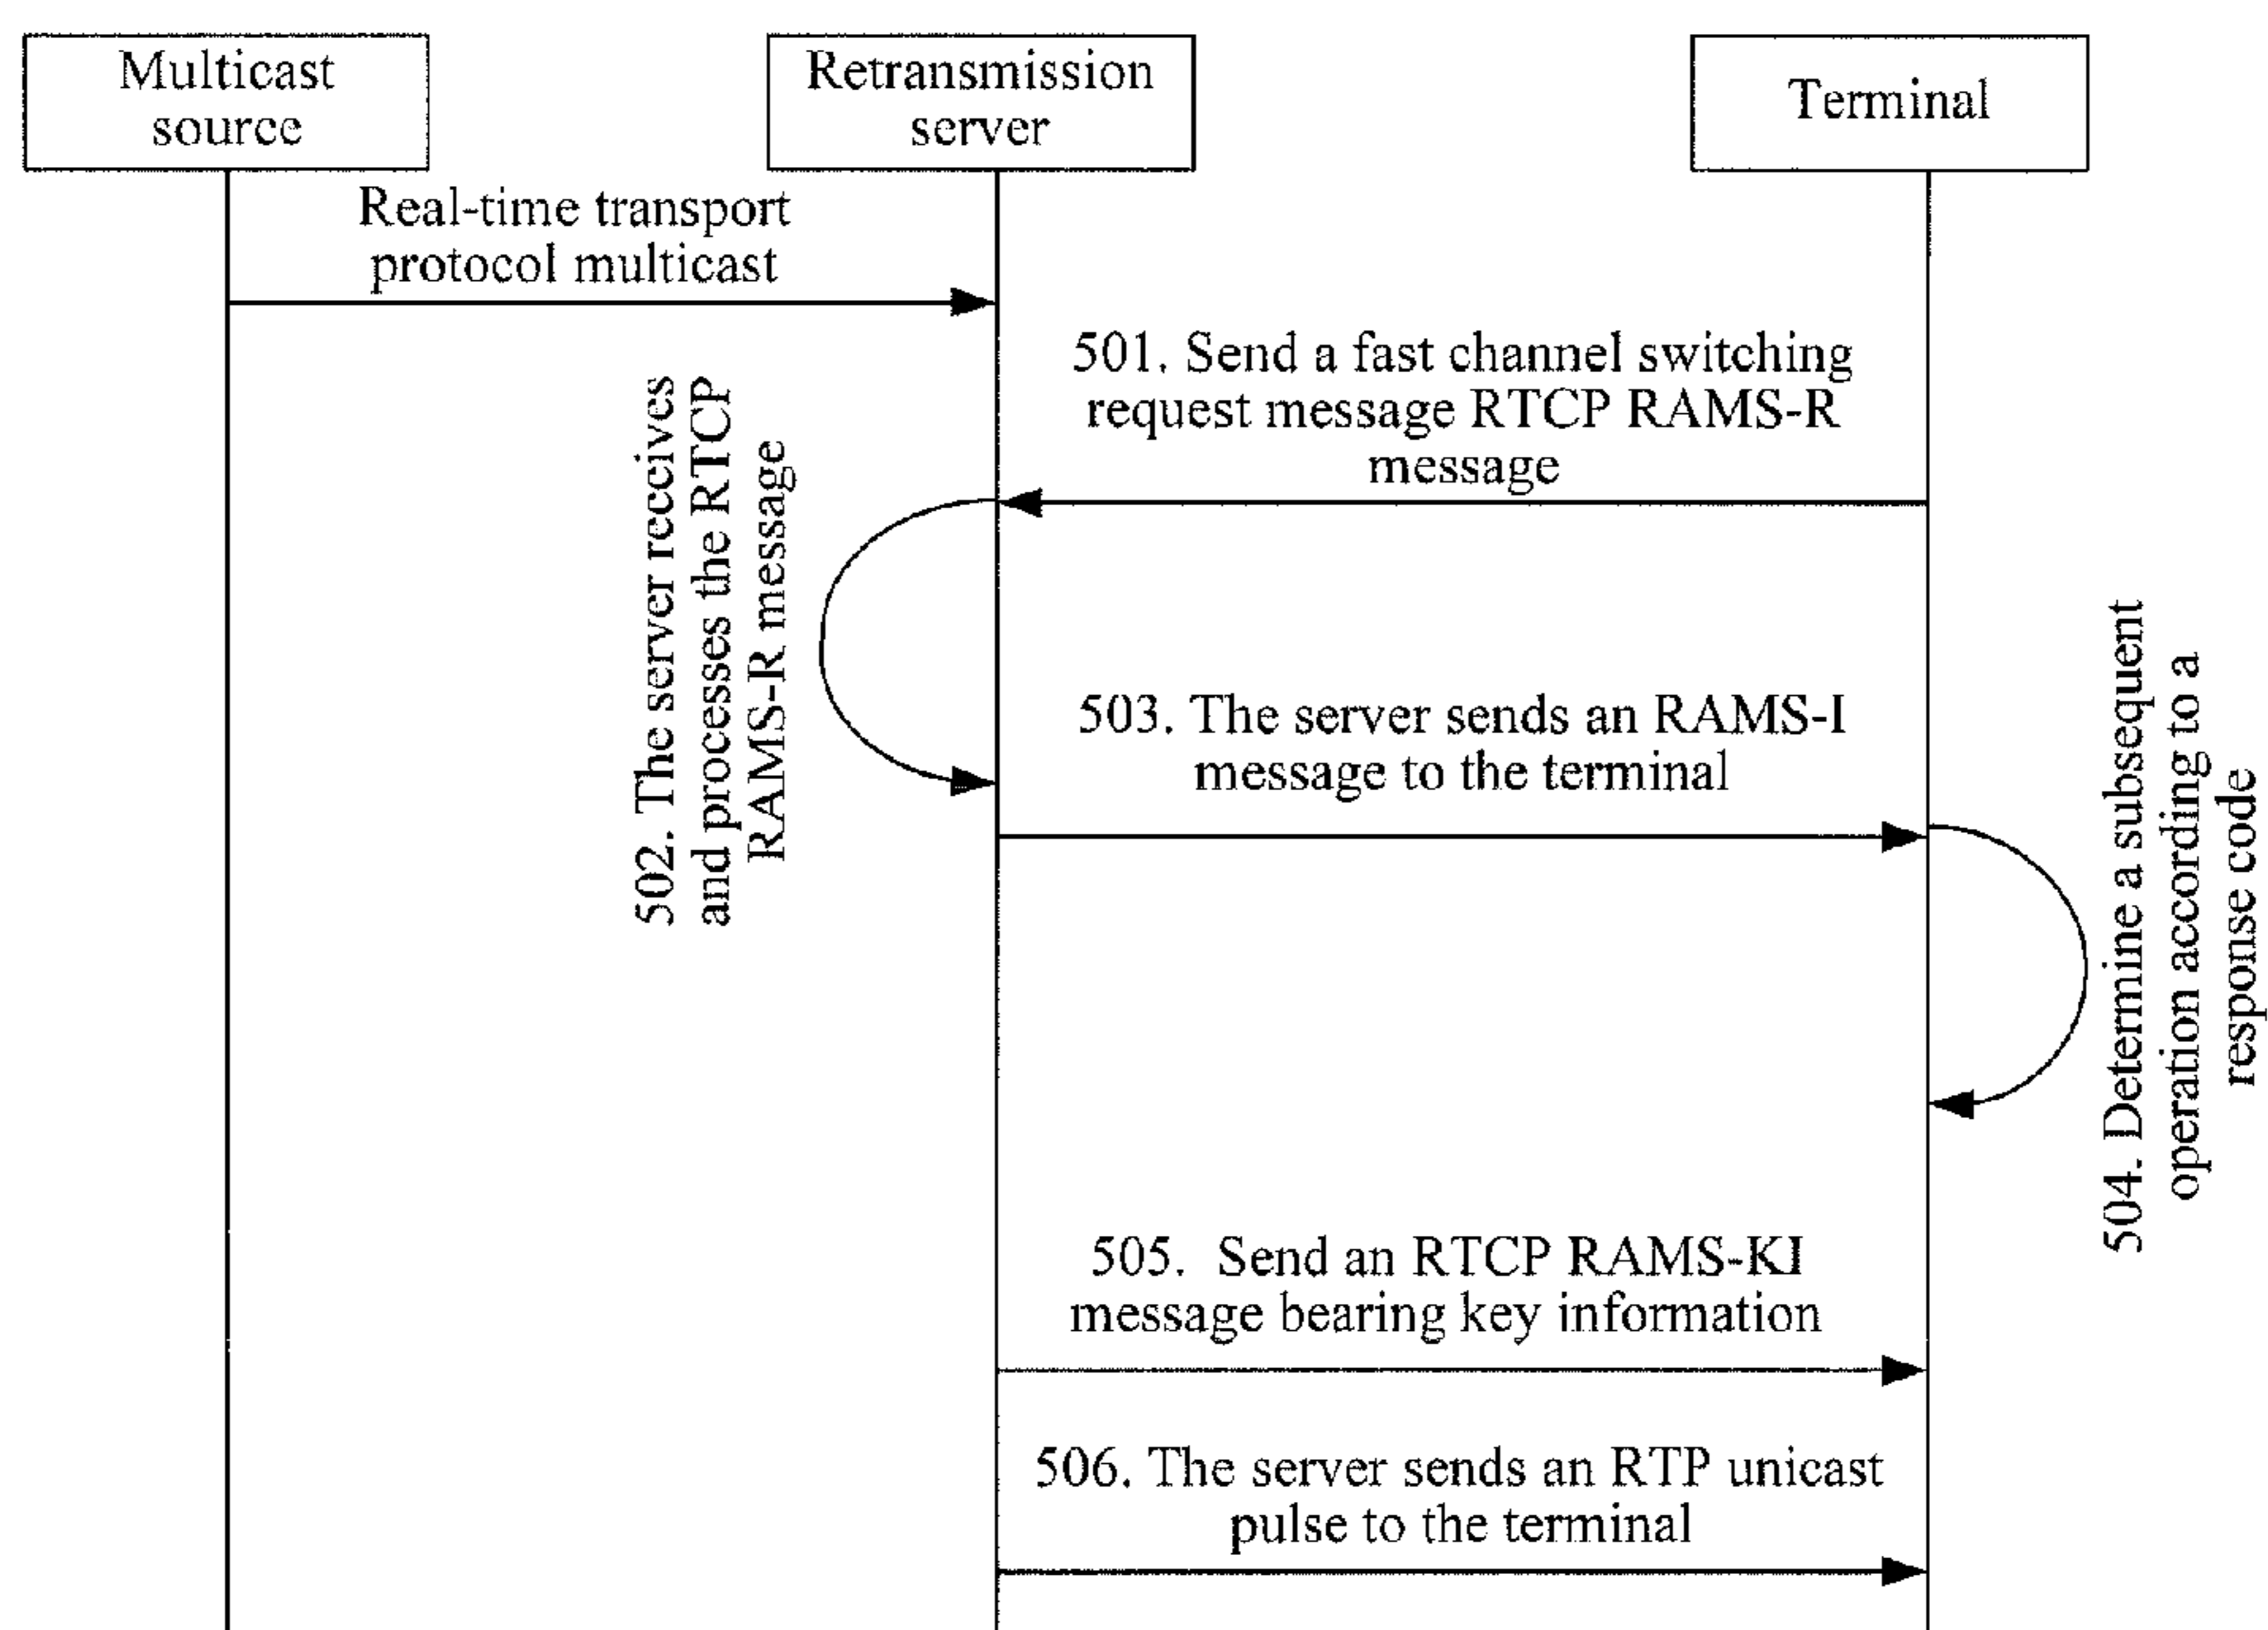 Multicast
source
Retransmission
server
Terminal
Real-time transport
protocol multicast
501. Send a fast channel switching
request message RTCP RAMS-R
message
502. The server receives
and processes the RTCP
RAMS-R message
503. The server sends an RAMS-I
message to the terminal
504. Determine a subsequent
operation according to a
response code
505. Send an RTCP RAMS-KI
message bearing key information
506. The server sends an RTP unicast
pulse to the terminal